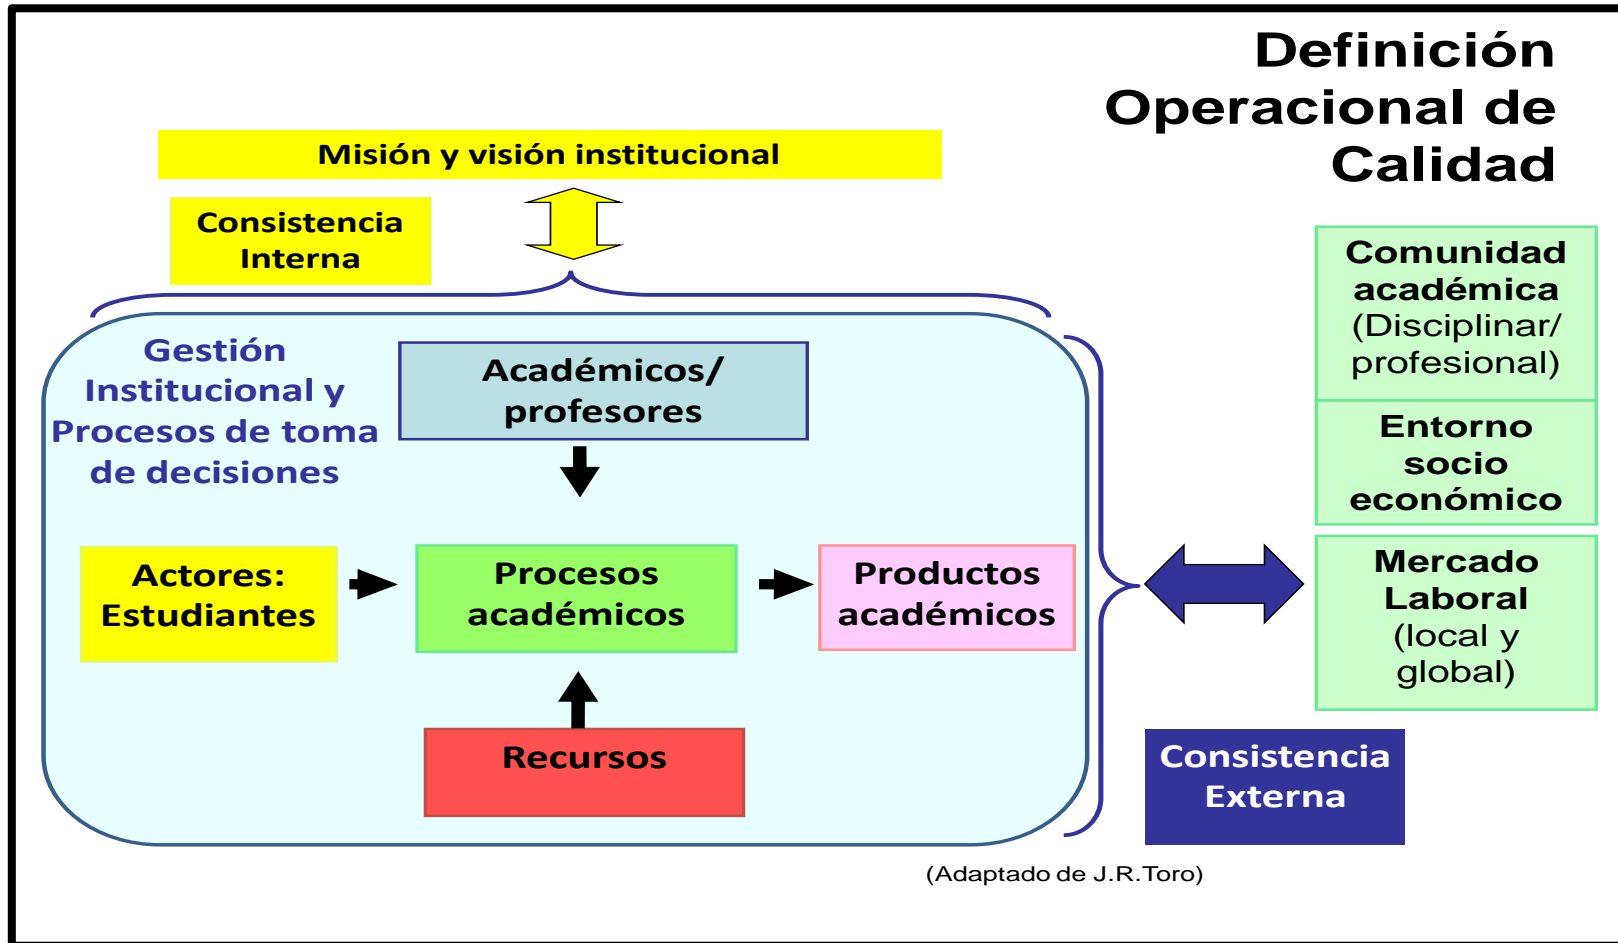 Definición
Operacional de
Calidad
Misión y visión institucional
Consistencia
Interna
Gestión
Institucional y
Procesos de toma
de decisiones
Académicos/
profesores
Actores:
Estudiantes
Procesos
académicos
Productos
académicos
Recursos
Comunidad
académica
(Disciplinar/
profesional)
Entorno
socio
económico
Mercado
Laboral
(local y
global)
Consistencia
Externa
(Adaptado de J.R.Toro)